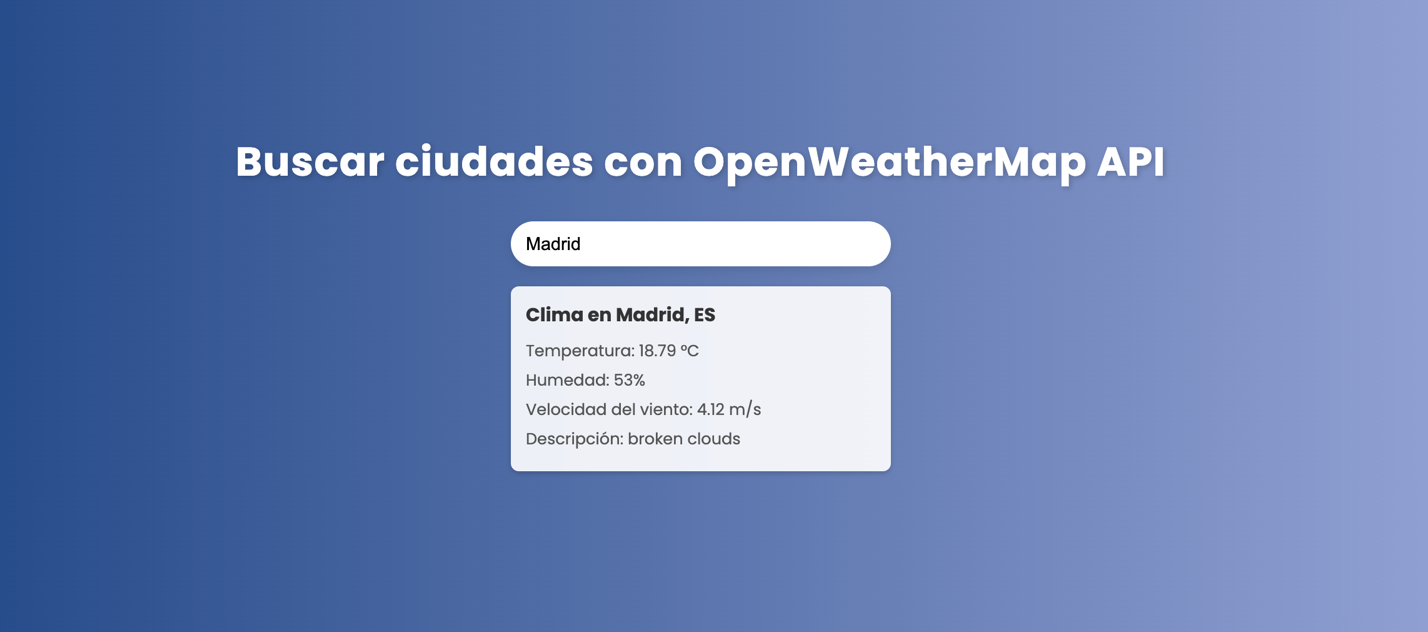 Buscar ciudades con OpenWeatherMap API
Madrid
Clima en Madrid, ES
Temperatura: 18.79 ºC
Humedad: 53%
Velocidad del viento: 4.12 m/s
Descripción: broken clouds